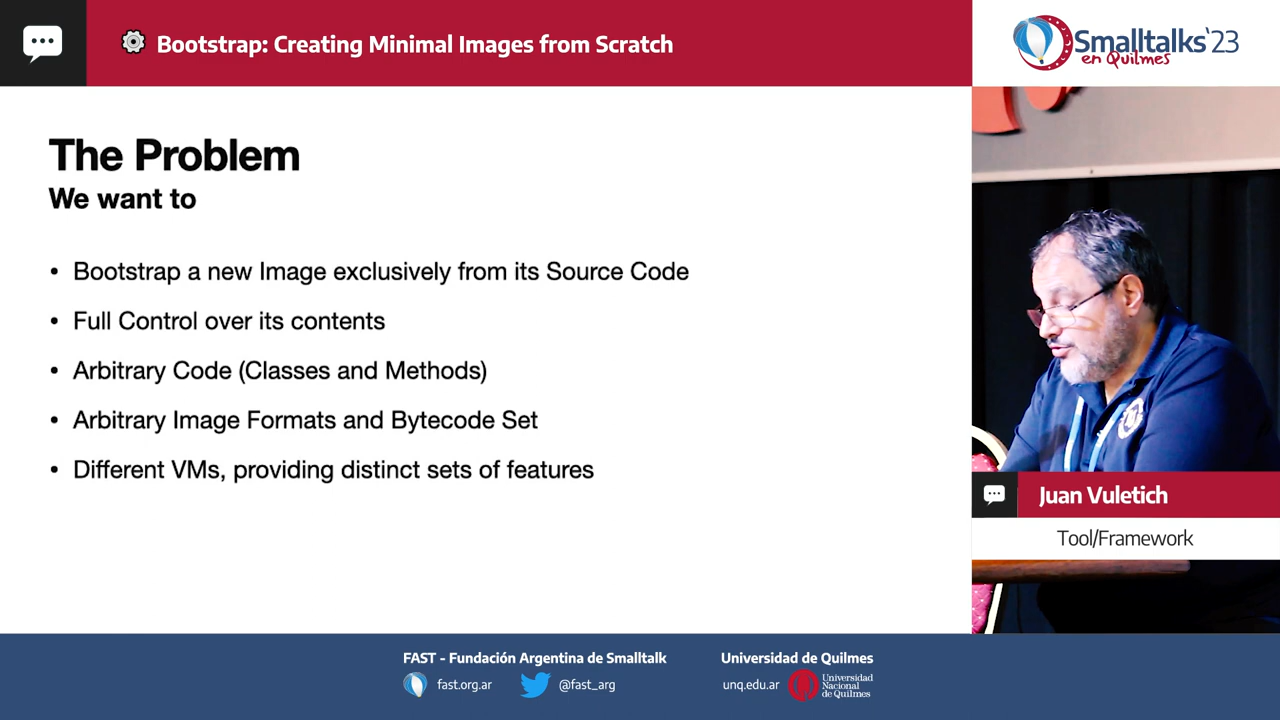 Bootstrap: Creating Minimal Images from Scratch
Smalltalks'23
en Quilmes
The Problem
We want to
• Bootstrap a new Image exclusively from its Source Code
• Full Control over its contents
• Arbitrary Code (Classes and Methods)
• Arbitrary Image Formats and Bytecode Set
• Different VMs, providing distinct sets of features
Juan Vuletich
Tool/Framework
FAST - Fundación Argentina de Smalltalk
fast.org.ar
@fast_arg
Universidad de Quilmes
unq.edu.ar
Universidad
Nacional
de Quilmes